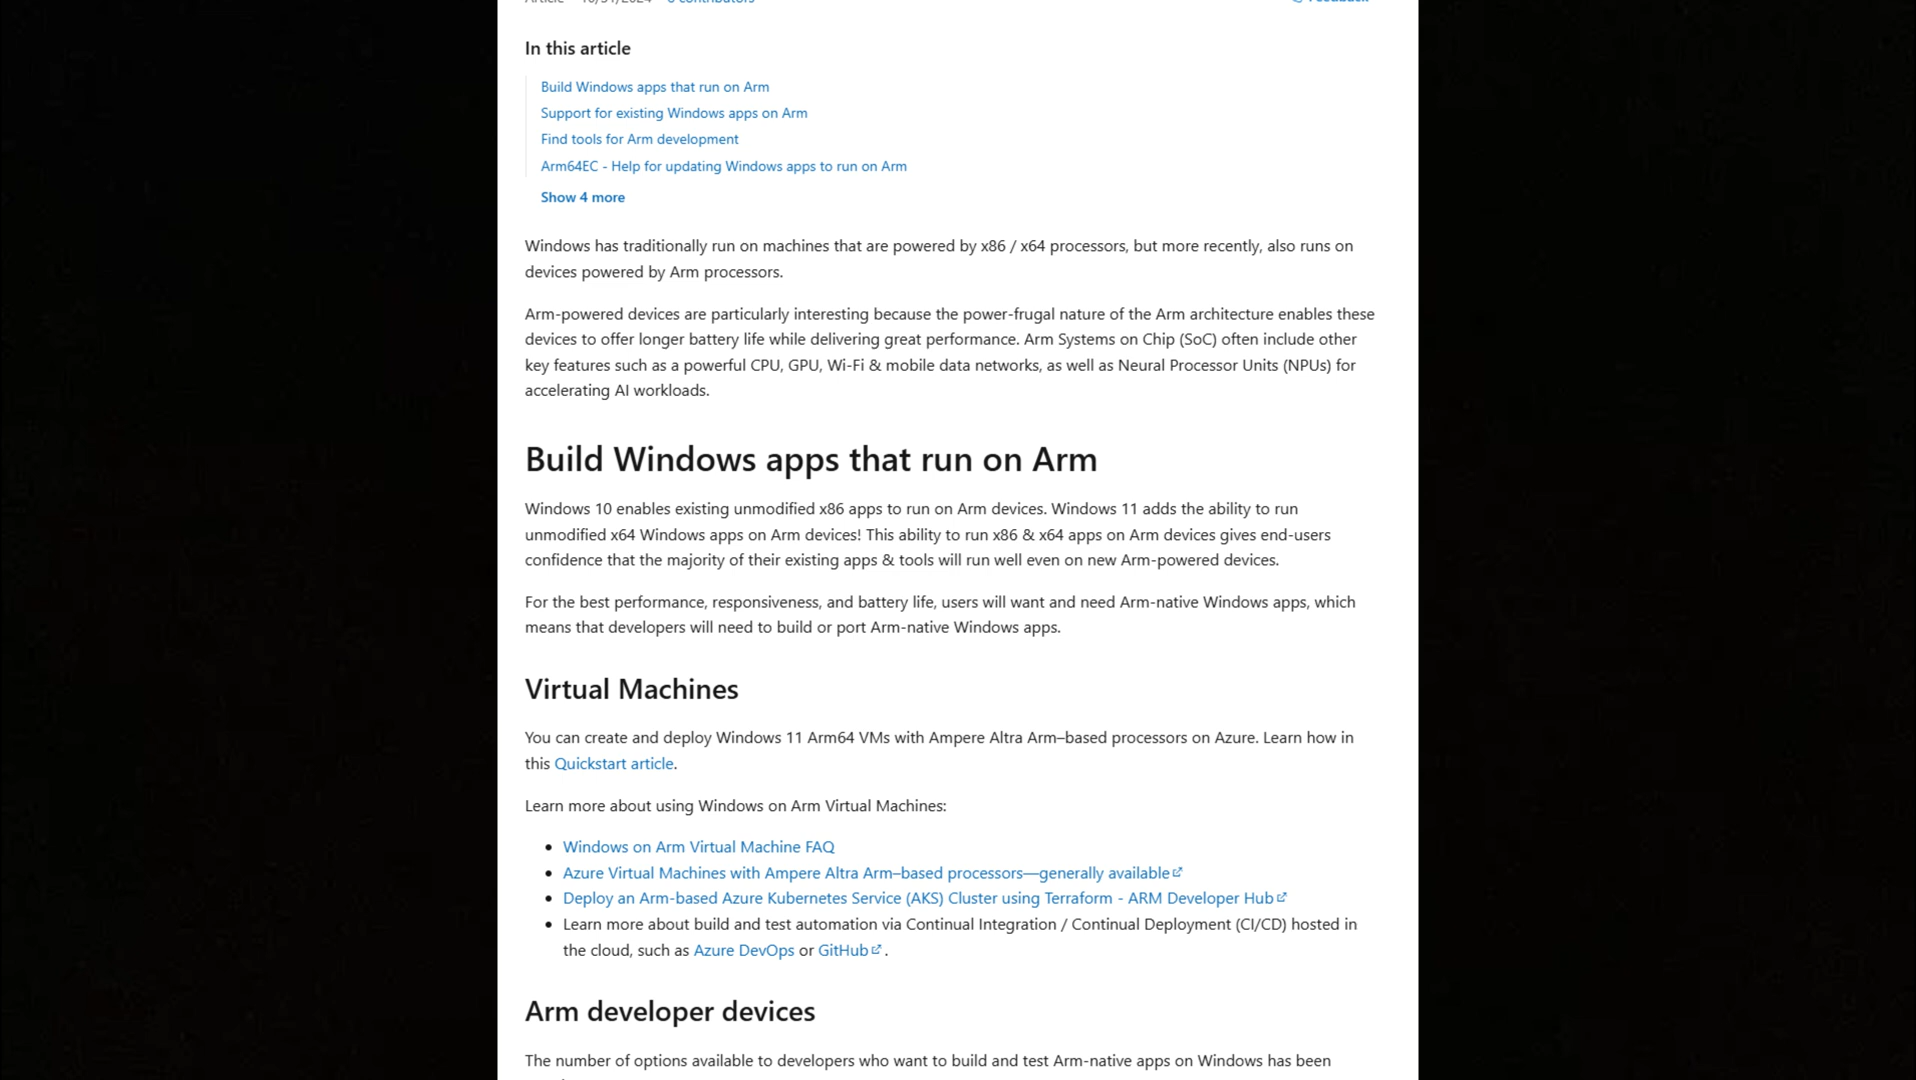 Article
In this article
Build Windows apps that run on Arm
Support for existing Windows apps on Arm
Find tools for Arm development
Arm64EC - Help for updating Windows apps to run on Arm
Show 4 more
Windows has traditionally run on machines that are powered by x86 / x64 processors, but more recently, also runs on
devices powered by Arm processors.
Arm-powered devices are particularly interesting because the power-frugal nature of the Arm architecture enables these
devices to offer longer battery life while delivering great performance. Arm Systems on Chip (SoC) often include other
key features such as a powerful CPU, GPU, Wi-Fi & mobile data networks, as well as Neural Processor Units (NPUs) for
accelerating AI workloads.
Build Windows apps that run on Arm
Windows 10 enables existing unmodified x86 apps to run on Arm devices. Windows 11 adds the ability to run
unmodified x64 Windows apps on Arm devices! This ability to run x86 & x64 apps on Arm devices gives end-users
confidence that the majority of their existing apps & tools will run well even on new Arm-powered devices.
For the best performance, responsiveness, and battery life, users will want and need Arm-native Windows apps, which
means that developers will need to build or port Arm-native Windows apps.
Virtual Machines
You can create and deploy Windows 11 Arm64 VMs with Ampere Altra Arm–based processors on Azure. Learn how in
this Quickstart article.
Learn more about using Windows on Arm Virtual Machines:
• Windows on Arm Virtual Machine FAQ
• Azure Virtual Machines with Ampere Altra Arm–based processors—generally available
• Deploy an Arm-based Azure Kubernetes Service (AKS) Cluster using Terraform - ARM Developer Hub
• Learn more about build and test automation via Continual Integration / Continual Deployment (CI/CD) hosted in
the cloud, such as Azure DevOps or GitHub .
Arm developer devices
The number of options available to developers who want to build and test Arm-native apps on Windows has been